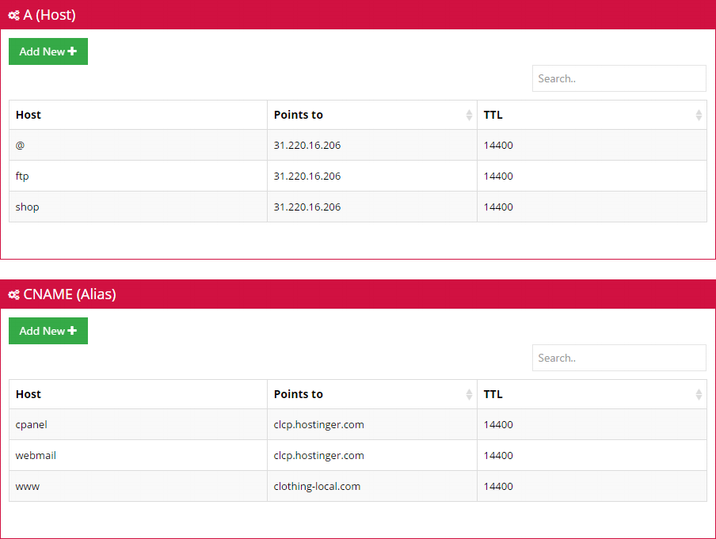 A (Host)
Add New
Search..
Host Points to TTL
@ 31.220.16.206 14400
ftp 31.220.16.206 14400
shop 31.220.16.206 14400
CNAME (Alias)
Add New
Search..
Host Points to TTL
cpanel clcp.hostinger.com 14400
webmail clcp.hostinger.com 14400
www clothing-local.com 14400